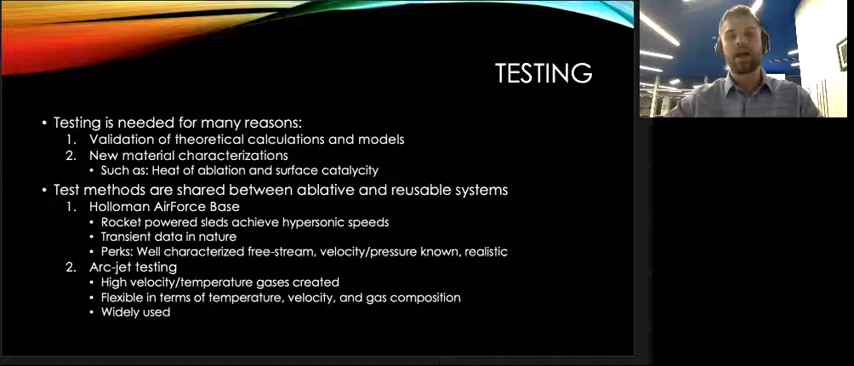 TESTING
• Testing is needed for many reasons:
1. Validation of theoretical calculations and models
2. New material characterizations
• Such as: Heat of ablation and surface catalycity
• Test methods are shared between ablative and reusable systems
1. Holloman AirForce Base
• Rocket powered sleds achieve hypersonic speeds
• Transient data in nature
• Perks: Well characterized free-stream, velocity/pressure known, realistic
2. Arc-jet testing
• High velocity/temperature gases created
• Flexible in terms of temperature, velocity, and gas composition
• Widely used